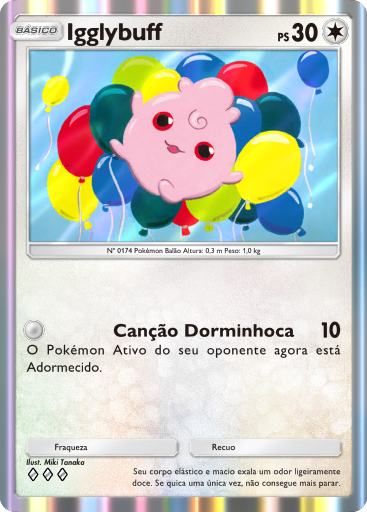 BÁSICO Igglybuff PS 30
Nº 0174 Pokémon Balão Altura: 0,3 m Peso: 1,0 kg
Canção Dorminhoca 10
O Pokémon Ativo do seu oponente agora está
Adormecido.
Fraqueza Recuo
Ilust. Miki Tanaka
Seu corpo elástico e macio exala um odor ligeiramente
doce. Se quica uma única vez, não consegue mais parar.